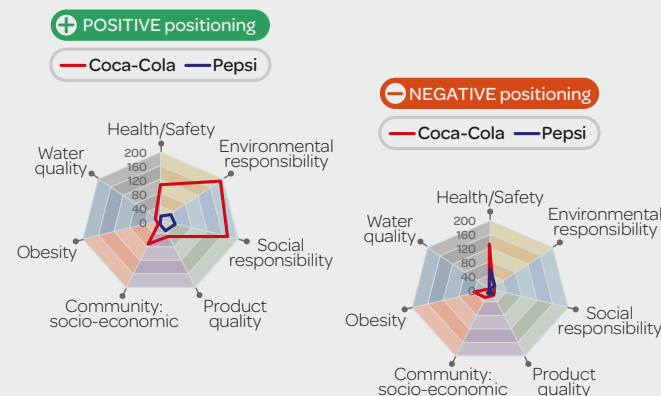 POSITIVE positioning
Coca-Cola
Pepsi
Health/Safety
Environmental
responsibility
Social
responsibility
Product
quality
Community:
socio-economic
Obesity
Water
quality
200
160
120
80
40
0
NEGATIVE positioning
Coca-Cola
Pepsi
Health/Safety
Environmental
responsibility
Social
responsibility
Product
quality
Community:
socio-economic
Obesity
Water
quality
200
160
120
80
40
0